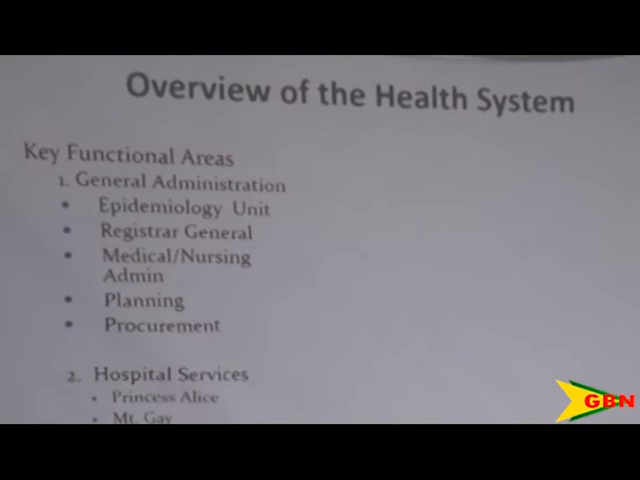 Overview of the Health System
Key Functional Areas
1. General Administration
• Epidemiology Unit
• Registrar General
• Medical/Nursing
Admin
• Planning
• Procurement
2. Hospital Services
• Princess Alice
• Mt. Gay
GBN